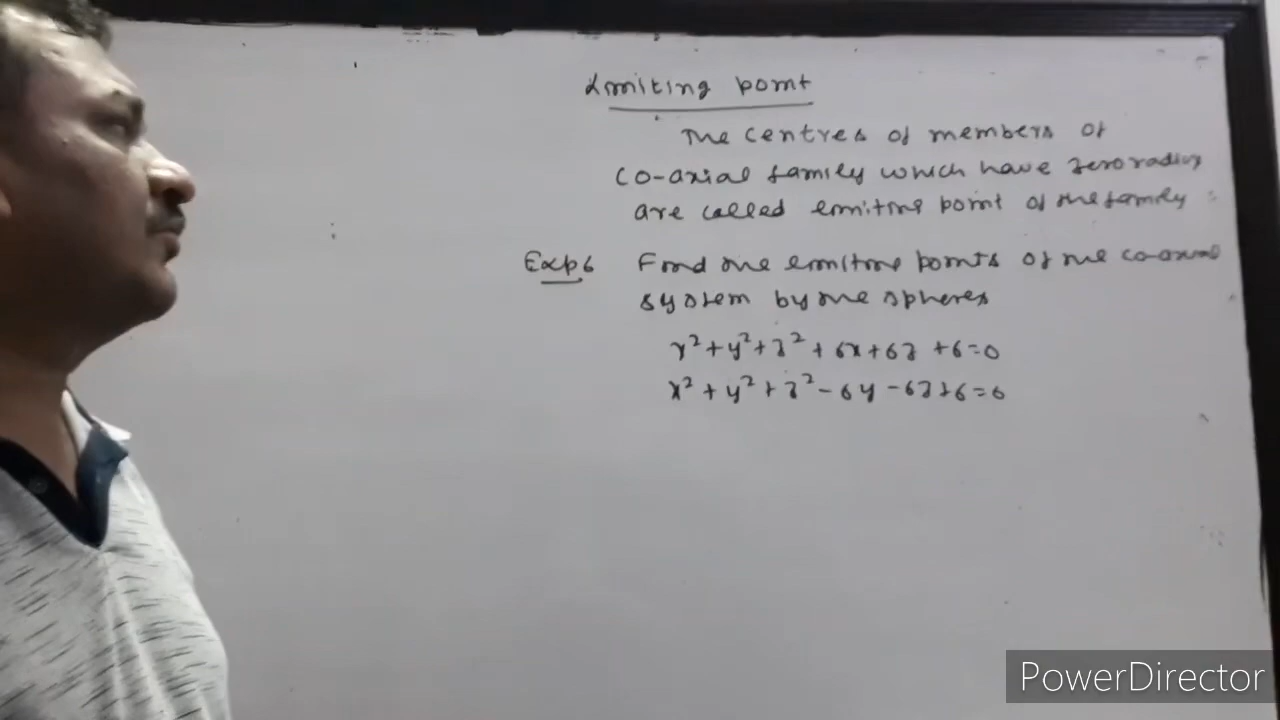 Limiting point
The centres of members of
co-axial family which have zero radius
are called limiting point of the family
Exp 6 Find the limiting points of the co-axial
system by the spheres
x²+y²+z²+6x+6z+6=0
x²+y²+z²-6y-6z+6=0
PowerDirector